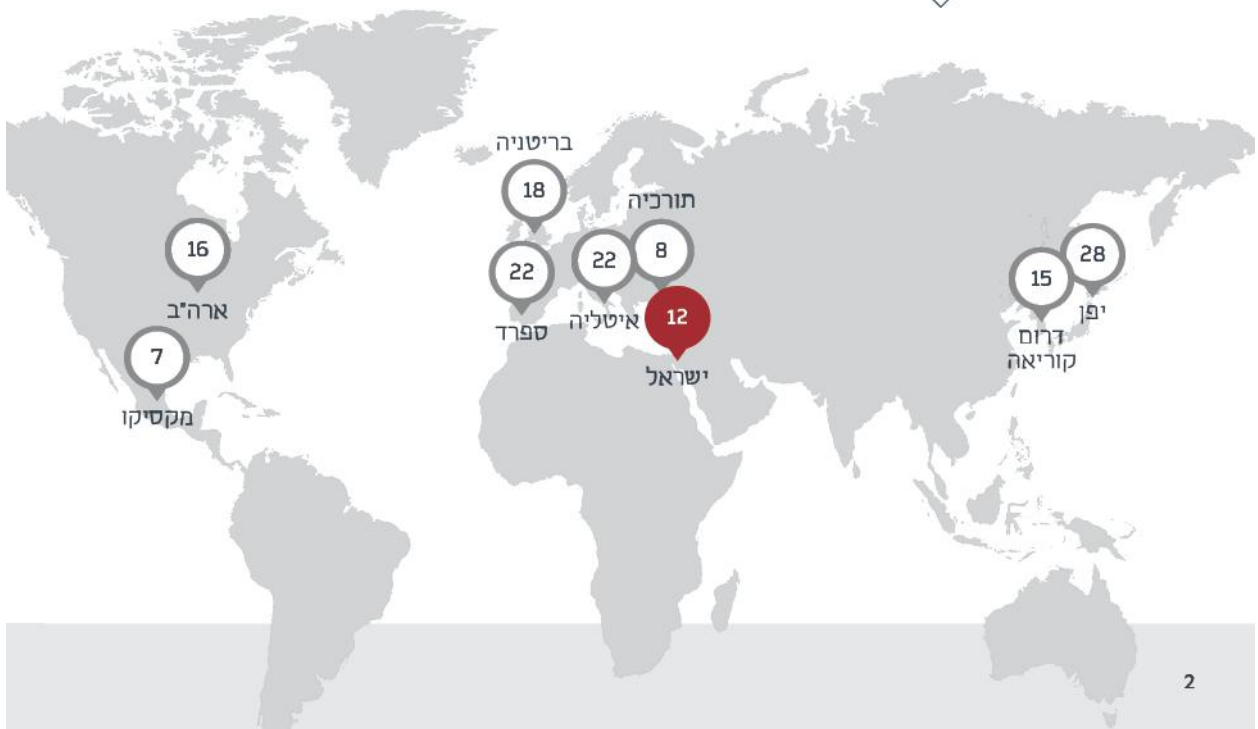 בריטניה
18
תורכיה
8
16
ארה"ב
22
ספרד
22
איטליה
12
ישראל
28
יפן
15
דרום
קוריאה
7
מקסיקו
2